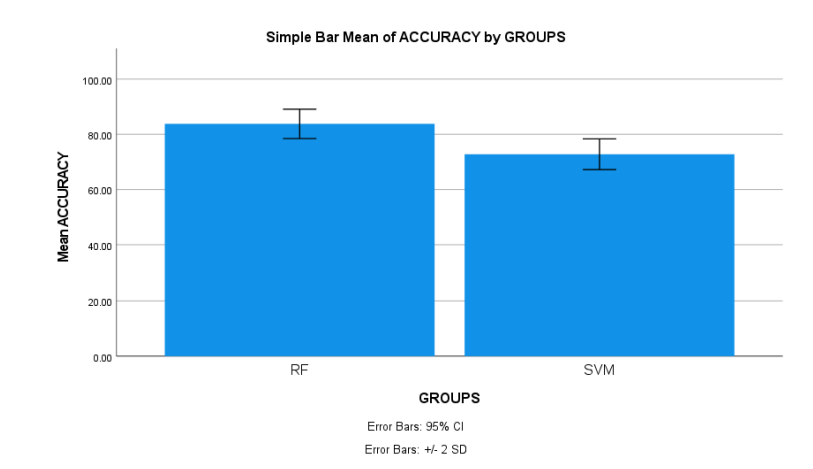 Simple Bar Mean of ACCURACY by GROUPS
Mean ACCURACY
100.00
80.00
60.00
40.00
20.00
0.00
RF
SVM
GROUPS
Error Bars: 95% CI
Error Bars: +/- 2 SD